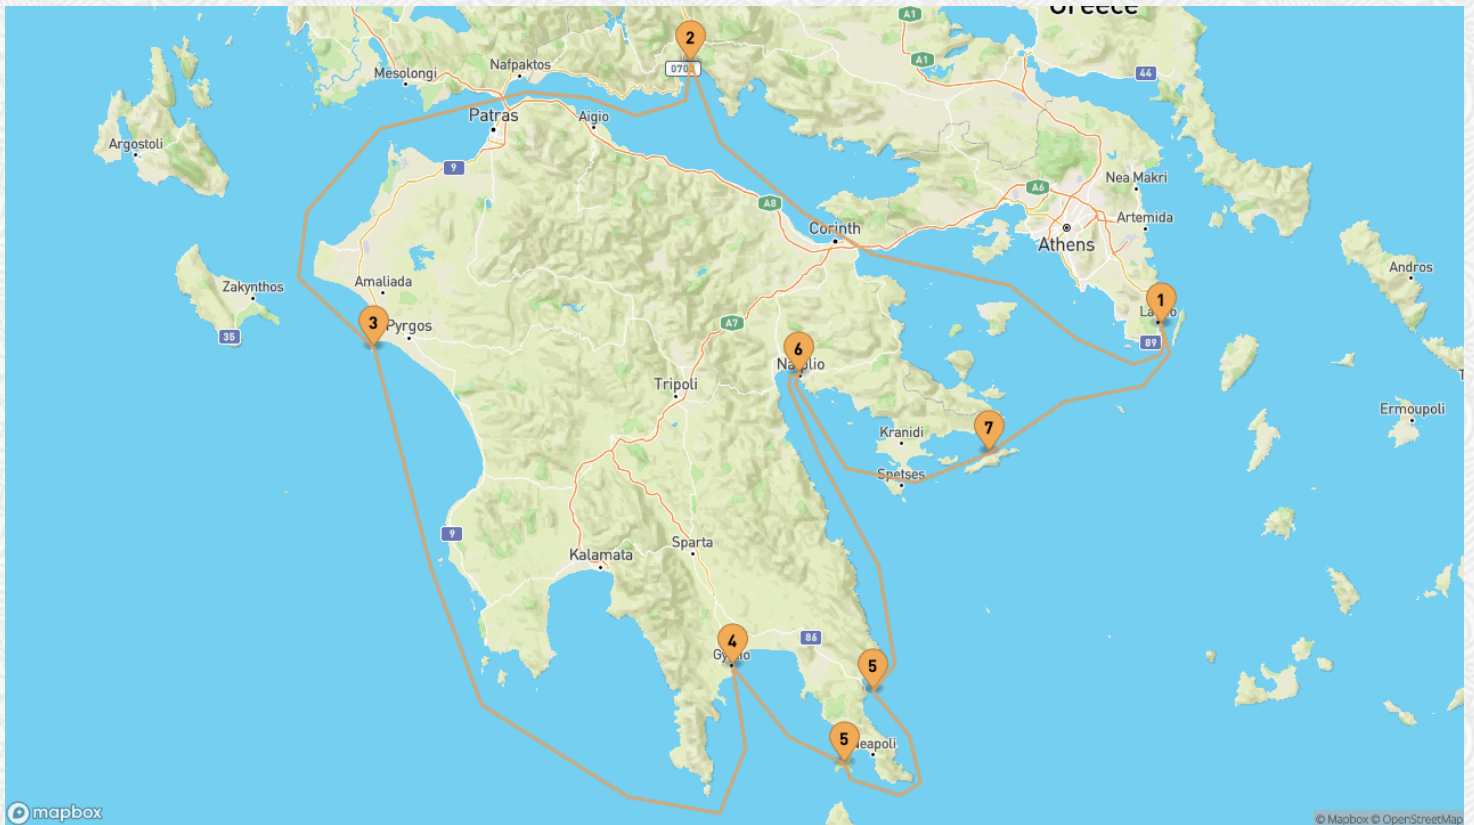 Greece
A1
2
0703
A1
44
Mesolongi
Nafpaktos
Patras
Aigio
Argostoli
9
A8
A6
Nea Makri
Artemida
Corinth
Athens
Andros
Amaliada
Zakynthos
35
3
Pyrgos
A7
1
89
6
Tripoli
Kranidi
7
Ermoupoli
Spetses
9
Kalamata
Sparta
86
4
5
5
Neapoli
mapbox
© Mapbox © OpenStreetMap